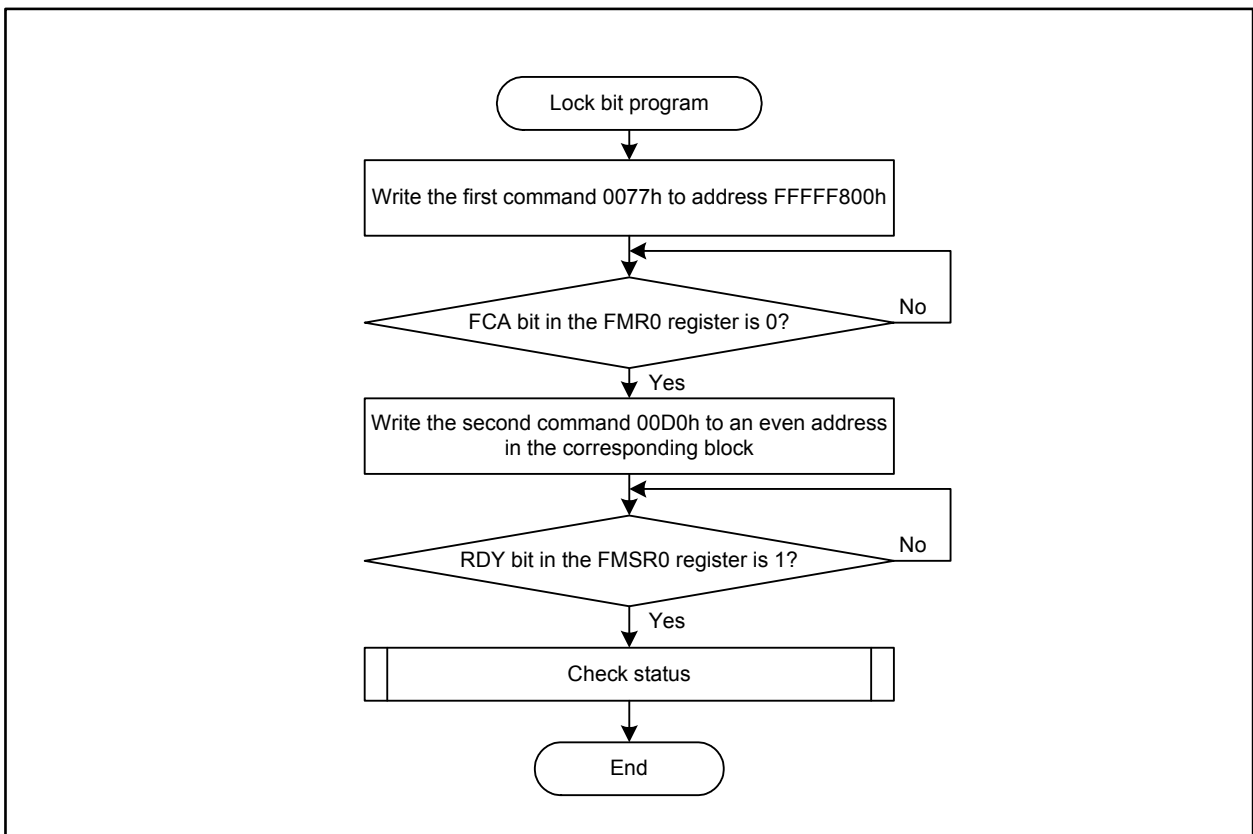 Lock bit program
Write the first command 0077h to address FFFFF800h
FCA bit in the FMR0 register is 0?
No
Yes
Write the second command 00D0h to an even address
in the corresponding block
RDY bit in the FMSR0 register is 1?
No
Yes
Check status
End